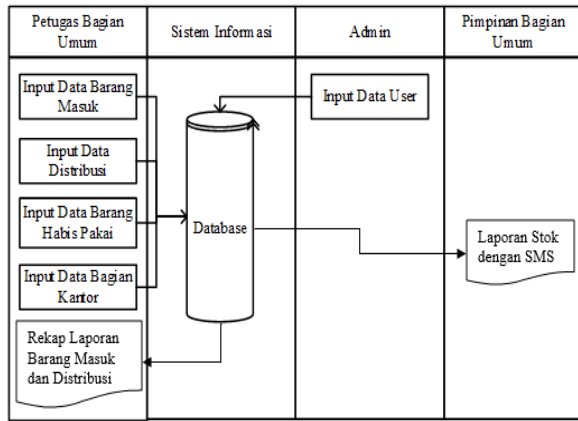 Petugas Bagian
Umum
Sistem Informasi
Admin
Pimpinan Bagian
Umum
Input Data Barang
Masuk
Input Data
Distribusi
Input Data Barang
Habis Pakai
Input Data Bagian
Kantor
Rekap Laporan
Barang Masuk
dan Distribusi
Database
Input Data User
Laporan Stok
dengan SMS